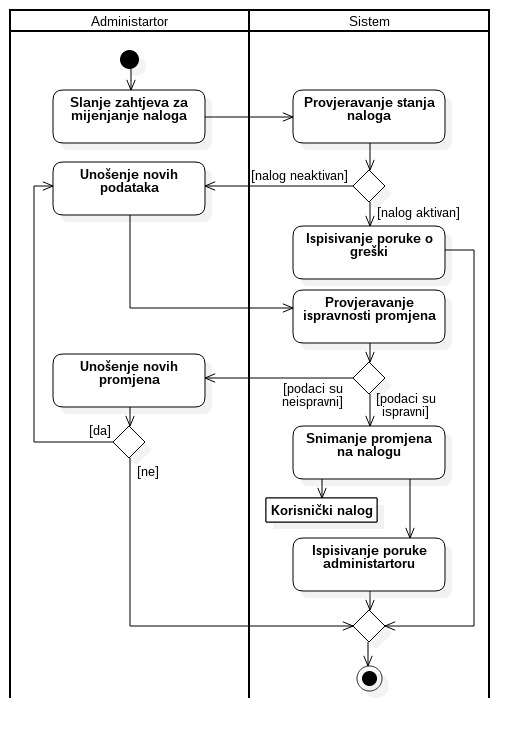 Administartor
Sistem
Slanje zahtjeva za
mijenjanje naloga
Provjeravanje stanja
naloga
Unošenje novih
podataka
[nalog neaktivan]
[nalog aktivan]
Ispisivanje poruke o
greški
Provjeravanje
ispravnosti promjena
Unošenje novih
promjena
[podaci su
neispravni]
[podaci su
ispravni]
[da]
[ne]
Snimanje promjena
na nalogu
Korisnički nalog
Ispisivanje poruke
administartoru